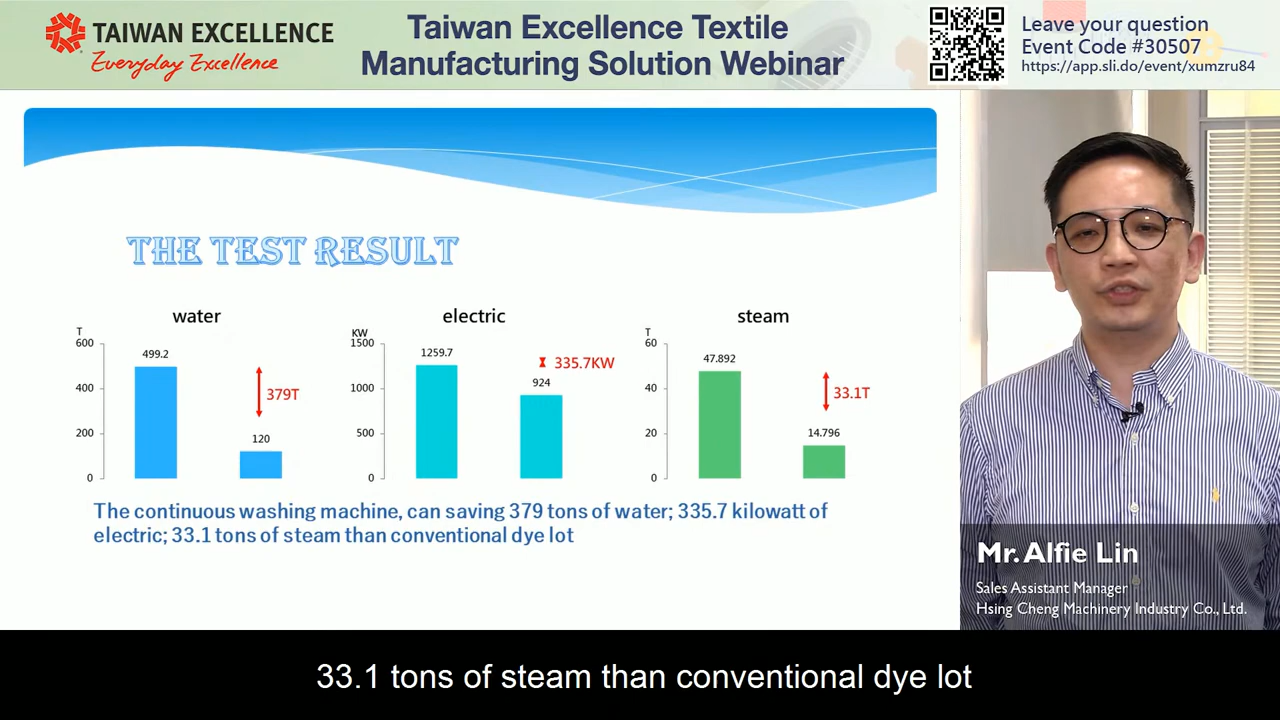 TAIWAN EXCELLENCE
Everyday Excellence
Taiwan Excellence Textile
Manufacturing Solution Webinar
Leave your question
Event Code #30507
https://app.sli.do/event/xumzru84
THE TEST RESULT
water
T
600
400
200
0
499.2
120
379T
electric
KW
1500
1000
500
0
1259.7
924
335.7KW
steam
T
60
40
20
0
47.892
14.796
33.1T
The continuous washing machine, can saving 379 tons of water; 335.7 kilowatt of
electric; 33.1 tons of steam than conventional dye lot
Mr. Alfie Lin
Sales Assistant Manager
Hsing Cheng Machinery Industry Co., Ltd.
33.1 tons of steam than conventional dye lot